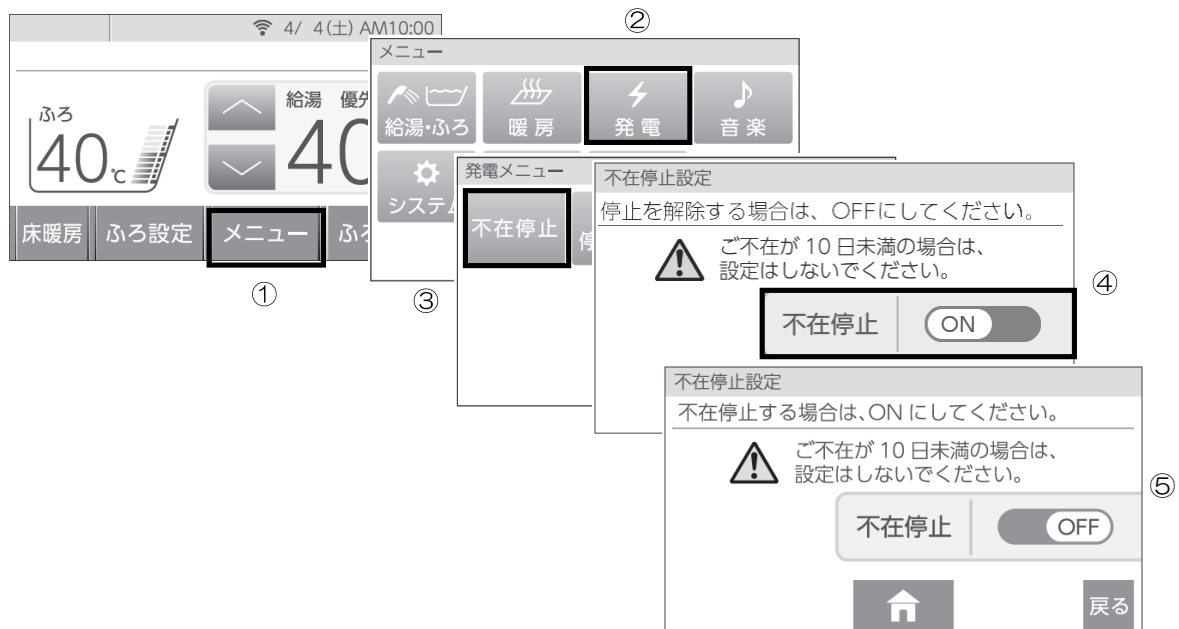 4/ 4(土) AM10:00
ふろ
40℃
給湯 優先
40
床暖房 ふろ設定 メニュー ふろ
①
②
メニュー
給湯・ふろ 暖房 発電 音楽
システム
③
発電メニュー
不在停止
不在停止設定
停止を解除する場合は、OFFにしてください。
ご不在が 10 日未満の場合は、
設定はしないでください。
不在停止 ON
④
不在停止設定
不在停止する場合は、ON にしてください。
ご不在が 10 日未満の場合は、
設定はしないでください。
不在停止 OFF
⑤
戻る